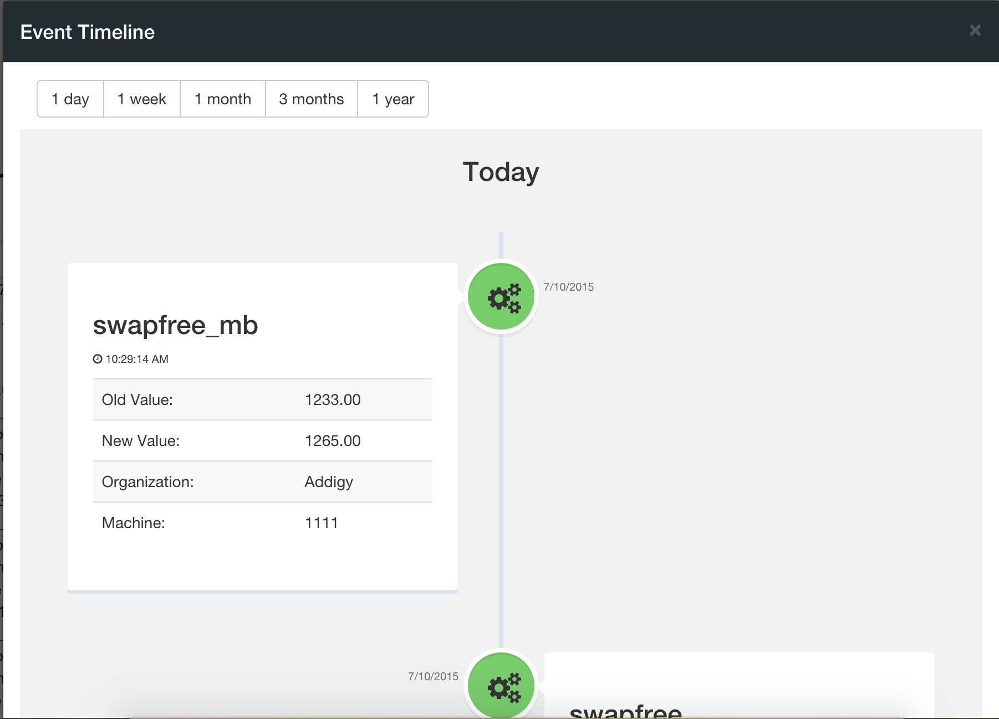 Event Timeline
×
1 day 1 week 1 month 3 months 1 year
Today
7/10/2015
swapfree_mb
10:29:14 AM
Old Value: 1233.00
New Value: 1265.00
Organization: Addigy
Machine: 1111
7/10/2015
swapfree